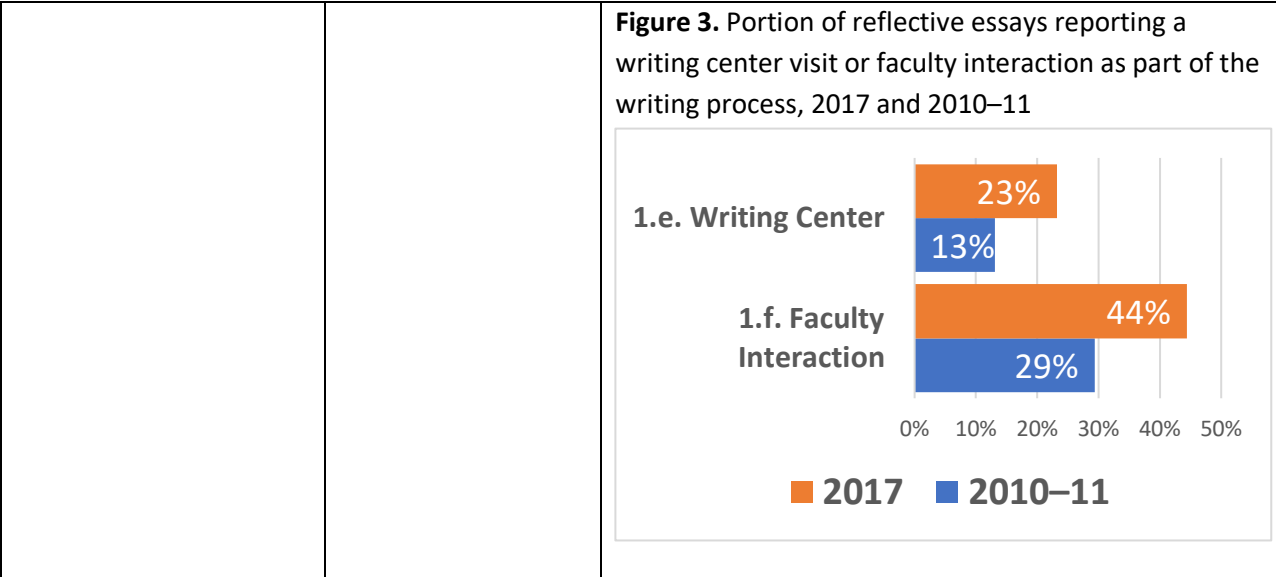 Figure 3. Portion of reflective essays reporting a
writing center visit or faculty interaction as part of the
writing process, 2017 and 2010–11
1.e. Writing Center
23%
13%
1.f. Faculty
Interaction
44%
29%
0% 10% 20% 30% 40% 50%
2017 2010–11